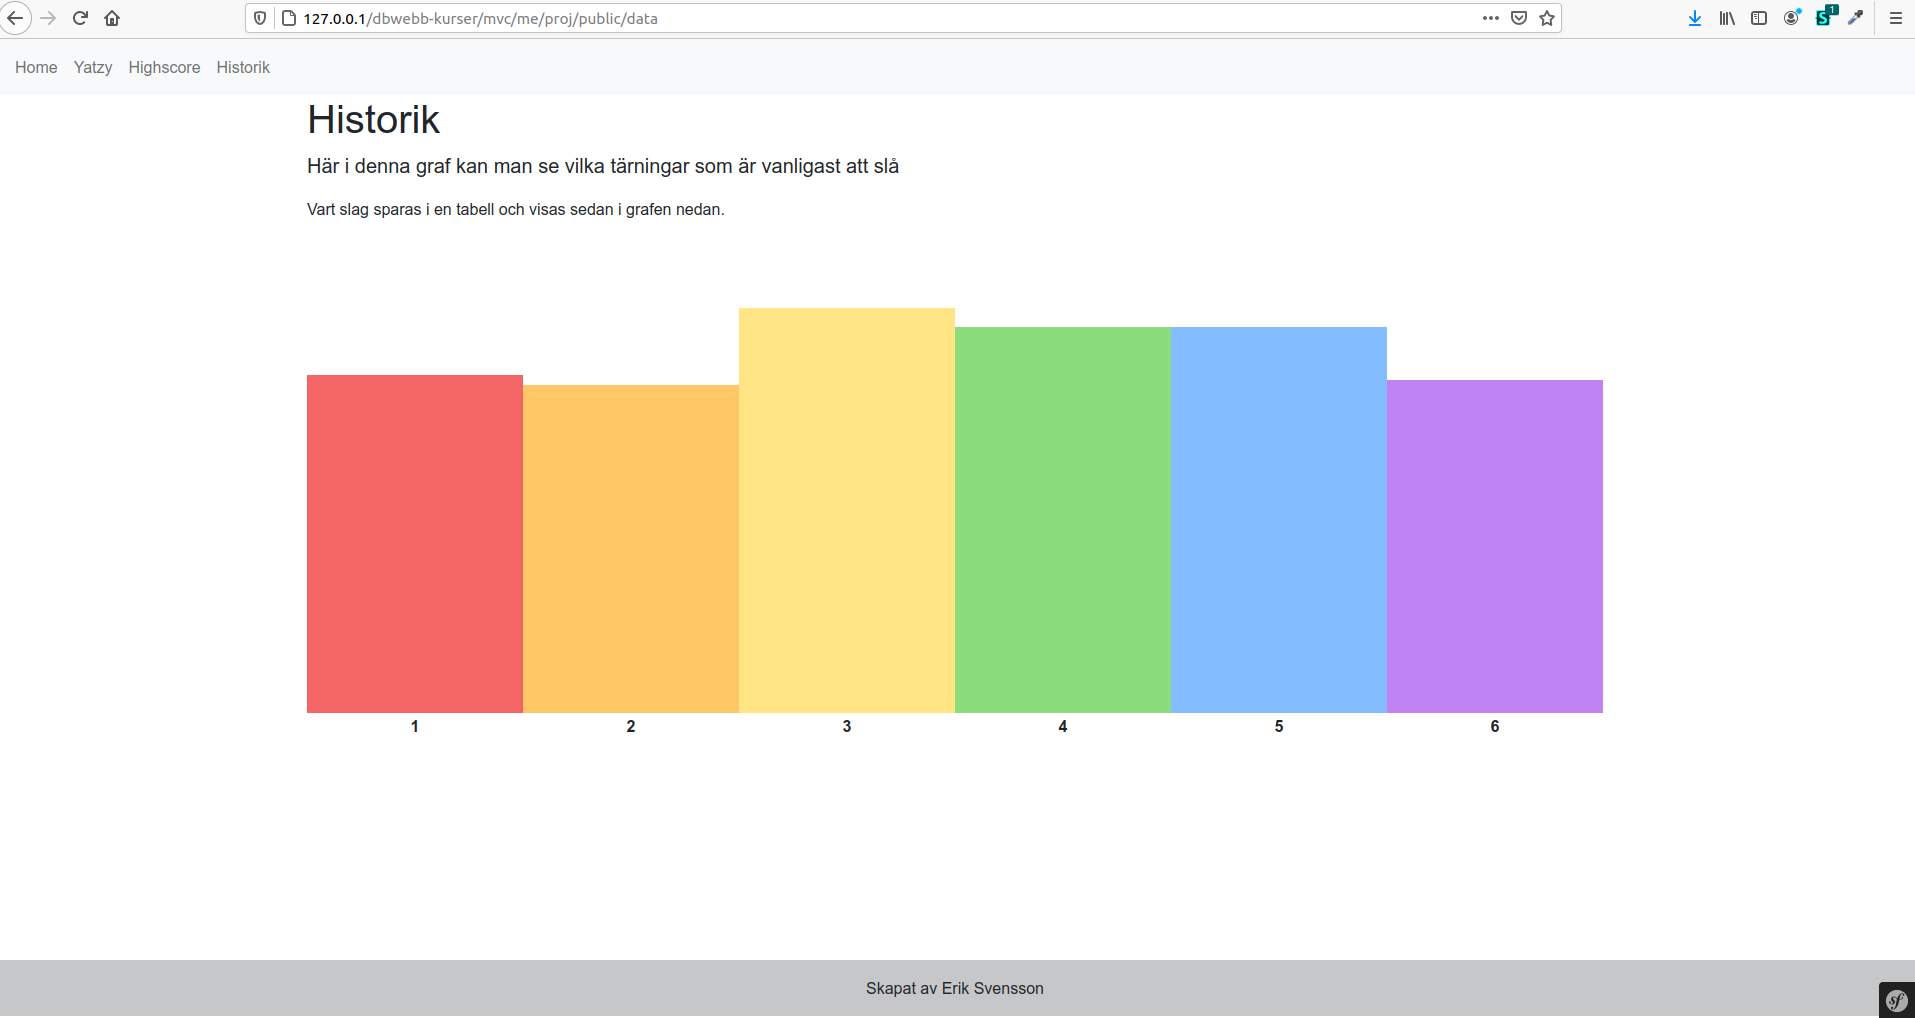 127.0.0.1/dbwebb-kurser/mvc/me/proj/public/data
S 1
Home Yatzy Highscore Historik
Historik
Här i denna graf kan man se vilka tärningar som är vanligast att slå
Vart slag sparas i en tabell och visas sedan i grafen nedan.
1 2 3 4 5 6
Skapat av Erik Svensson
sf